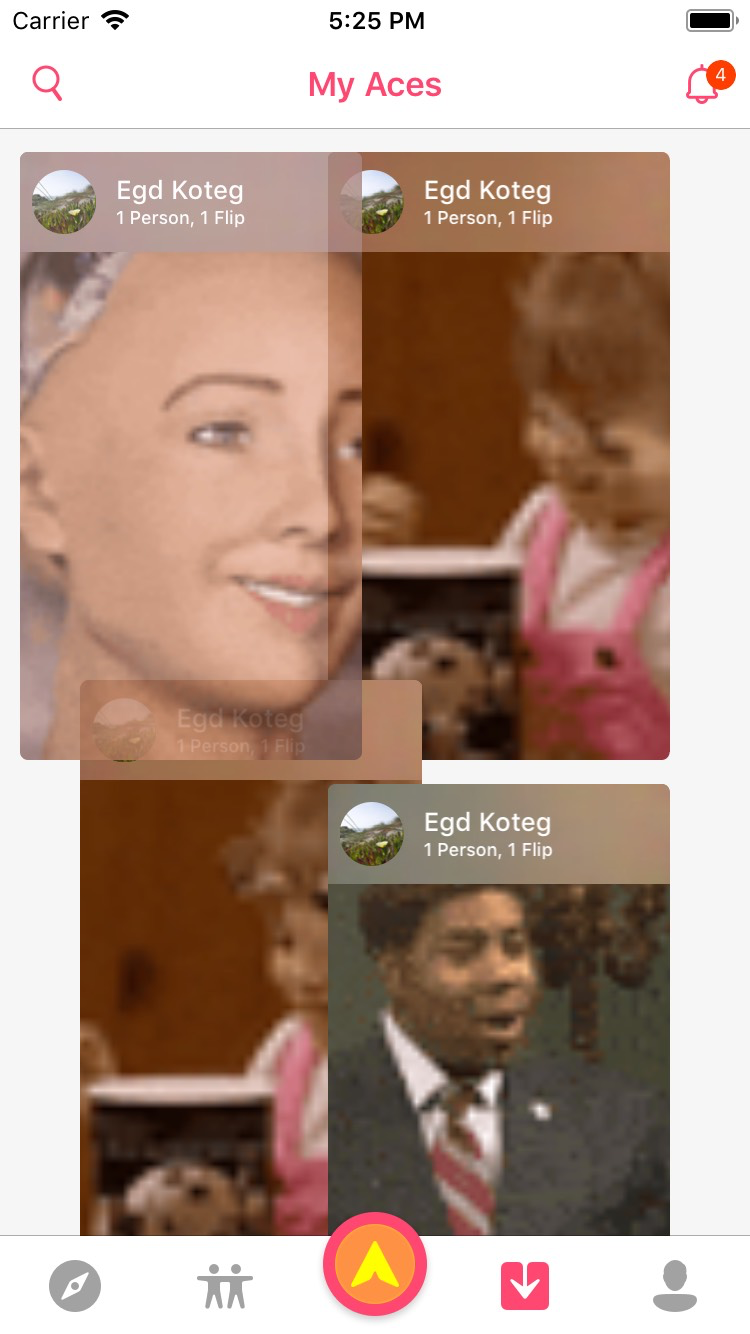 Carrier 5:25 PM
My Aces
4
Egd Koteg
1 Person, 1 Flip
Egd Koteg
1 Person, 1 Flip
Egd Koteg
1 Person, 1 Flip
Egd Koteg
1 Person, 1 Flip